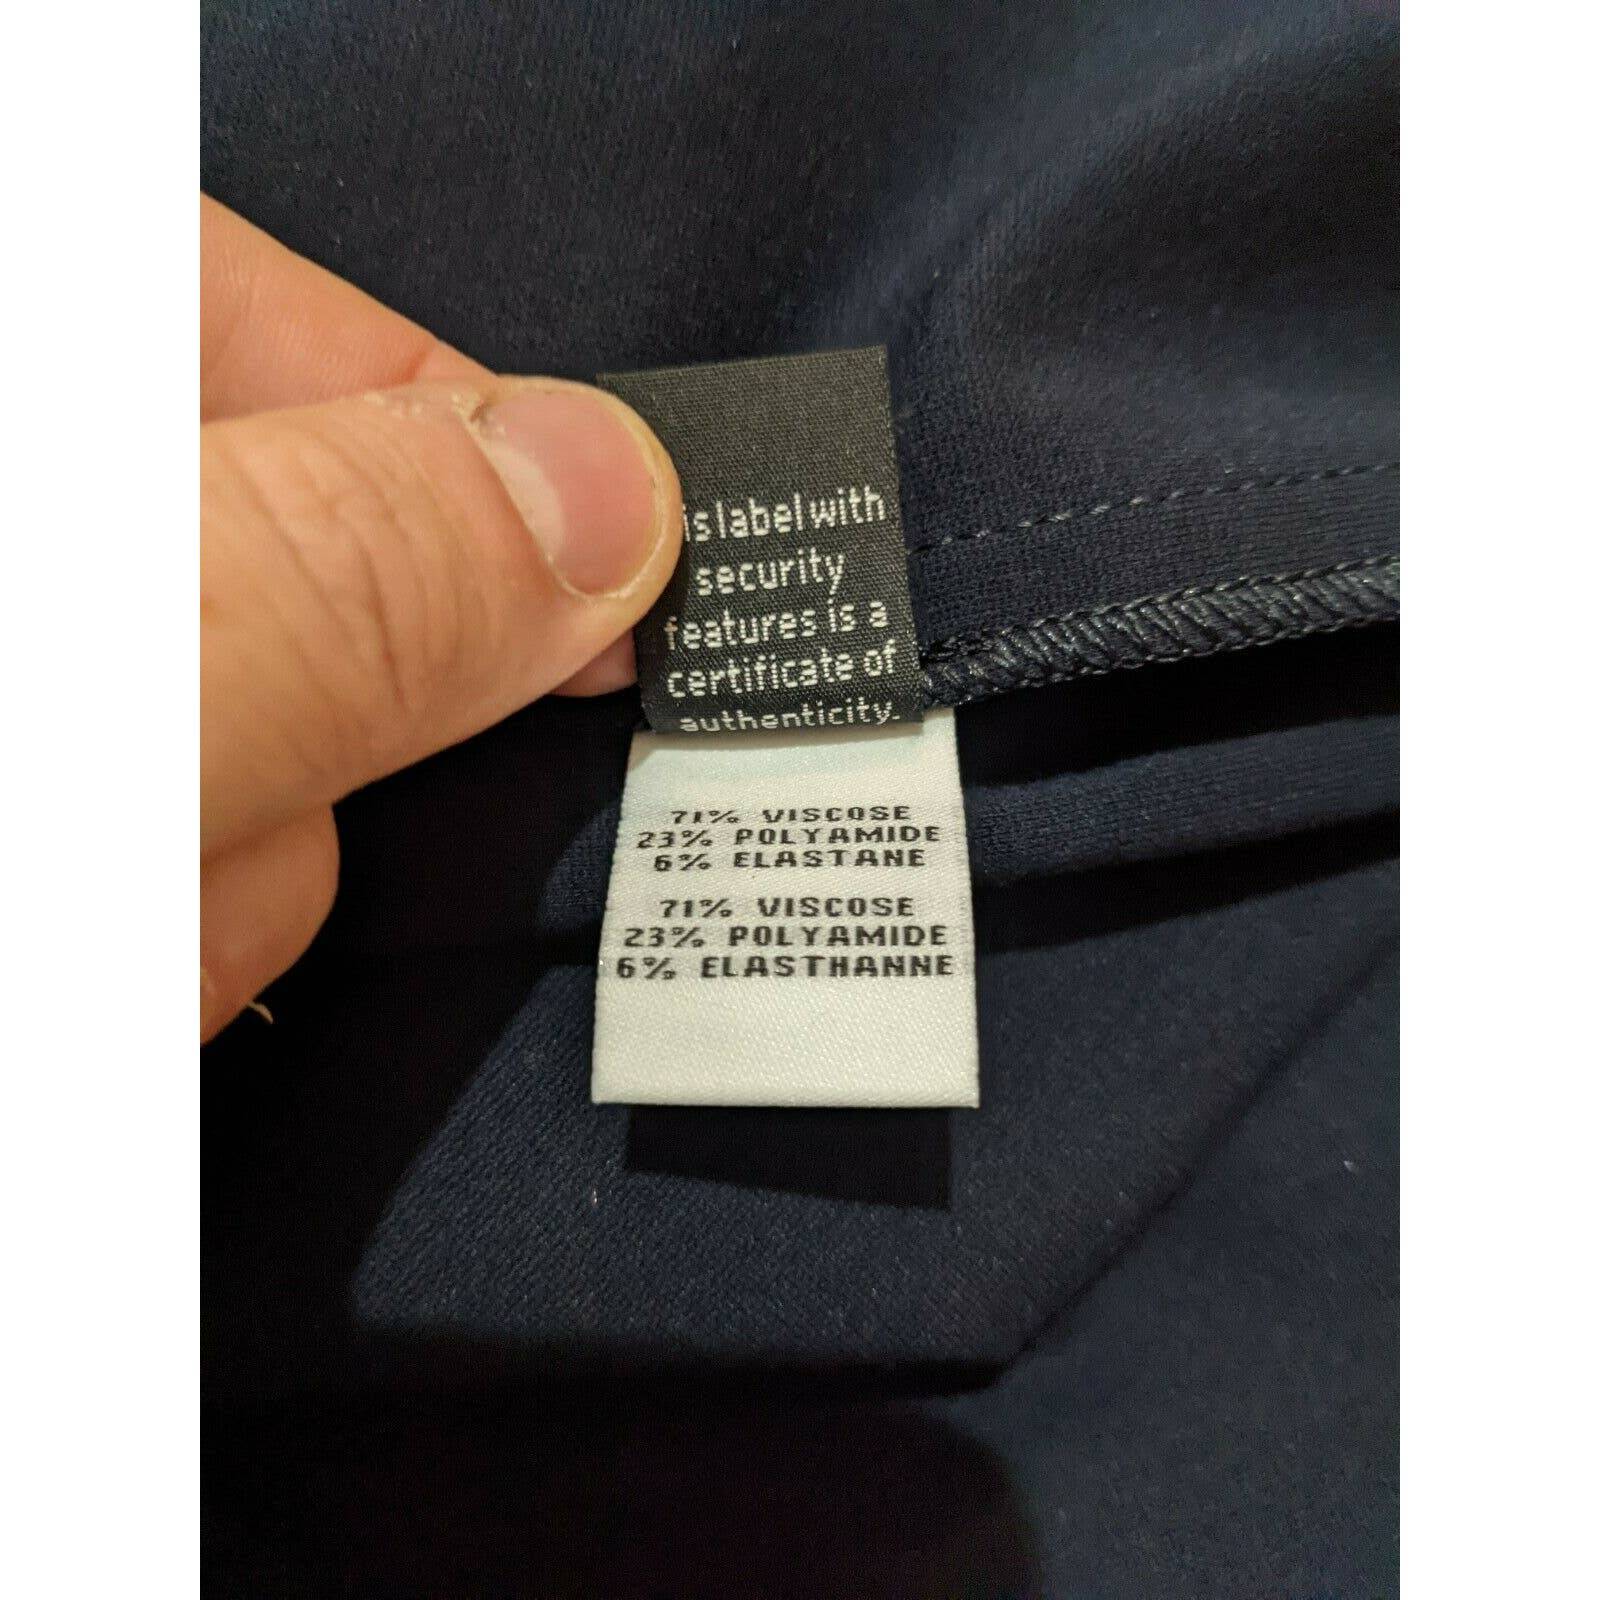 is label with
security
features is a
certificate of
authenticity.
71% VISCOSE
23% POLYAMIDE
6% ELASTANE
71% VISCOSE
23% POLYAMIDE
6% ELASTHANNE